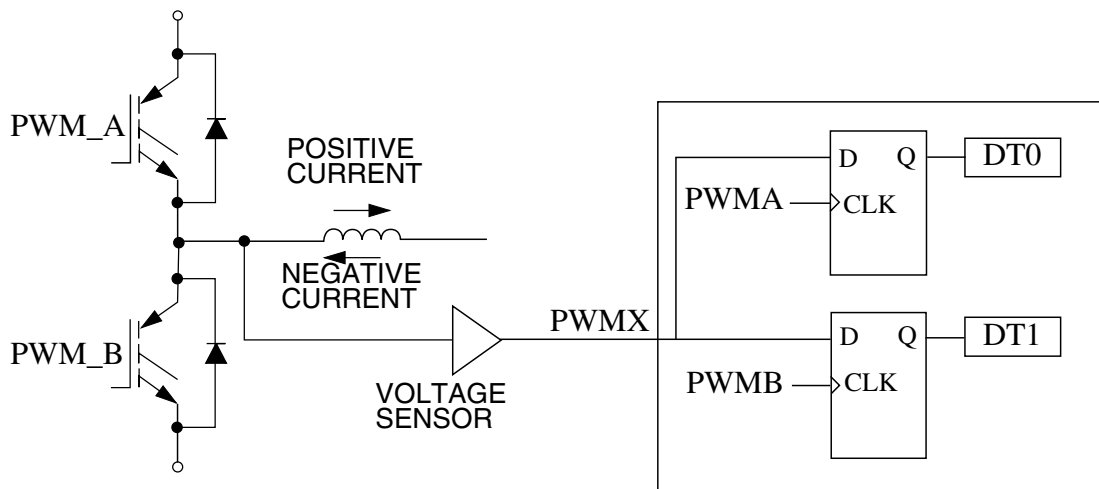 PWM_A
POSITIVE
CURRENT
NEGATIVE
CURRENT
PWM_B
VOLTAGE
SENSOR
PWMX
D Q
CLK
PWMA
DT0
D Q
CLK
PWMB
DT1